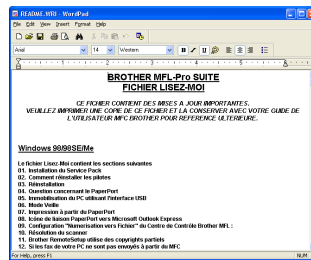 README.WRI - WordPad
File Edit View Insert Format Help
Arial 14 Western
BROTHER MFL-Pro SUITE
FICHIER LISEZ-MOI
CE FICHIER CONTIENT DES MISES A JOUR IMPORTANTES.
VEUILLEZ IMPRIMER UNE COPIE DE CE FICHIER ET LA CONSERVER AVEC VOTRE GUIDE DE
L'UTILISATEUR MFC BROTHER POUR REFERENCE ULTERIEURE.
Windows 98/98SE/Me
Le fichier Lisez-Moi contient les sections suivantes
01. Installation du Service Pack
02. Comment réinstaller les pilotes
03. Réinstallation
04. Question concernant le PaperPort
05. Immobilisation du PC utilisant l'interface USB
06. Mode Veille
07. Impression à partir du PaperPort
08. Icône de liaison PaperPort vers Microsoft Outlook Express
09. Configuration "Numérisation vers Fichier" du Centre de Contrôle Brother MFL :
10. Résolution du scanner
11. Brother RemoteSetup utilise des copyrights partiels
12. Si les fax de votre PC ne sont pas envoyés à partir du MFC
For Help, press F1 NUM